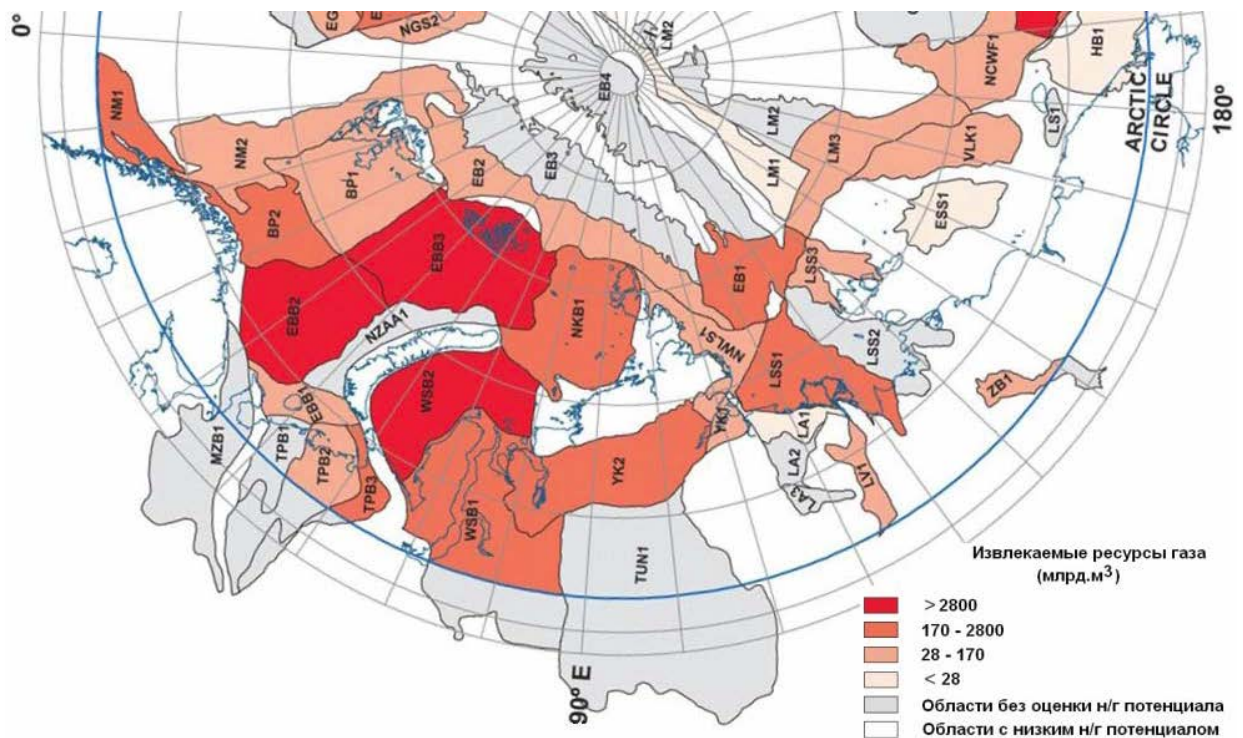 0°
EG
NGS2
LM2
EB4
NCWF1
HB1
ARCTIC
CIRCLE
180°
NM1
NM2
BP1
EB2
EB3
LM2
LM1
LM3
VLK1
LS1
ESS1
BP2
EBB3
EBB2
NZAA1
NKB1
EB1
LSS3
NWLS1
LSS1
LSS2
ZB1
WSB2
EBB1
MZB1
TPB1
TPB2
TPB3
WSB1
YK2
YK1
LA1
LA2
LA3
LV1
TUN1
90° E
Извлекаемые ресурсы газа
(млрд.м³)
> 2800
170 - 2800
28 - 170
< 28
Области без оценки н/г потенциала
Области с низким н/г потенциалом